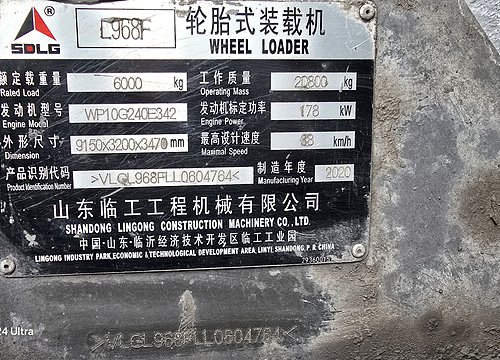 SDLG ®
L968F
轮胎式装载机
WHEEL LOADER
额定载重量 6000 kg 工作质量 20800 kg
Rated Load Operating Mass
发动机型号 WP10G240E342 发动机标定功率 178 kW
Engine Model Engine Power
外形尺寸 9150x3200x3470 mm 最高设计速度 38 km/h
Dimension Maximal Speed
产品识别代码 >VLGL968FLL0604764< 制造年度 2020
Product Identification Number Manufacturing Year
山东临工工程机械有限公司
SHANDONG LINGONG CONSTRUCTION MACHINERY CO., LTD.
中国·山东·临沂经济技术开发区临工工业园
LINGONG INDUSTRY PARK, ECONOMIC & TECHNOLOGICAL DEVELOPMENT AREA, LINYI, SHANDONG, P. R. CHINA
>VLGL968FLL0604764<
24 Ultra